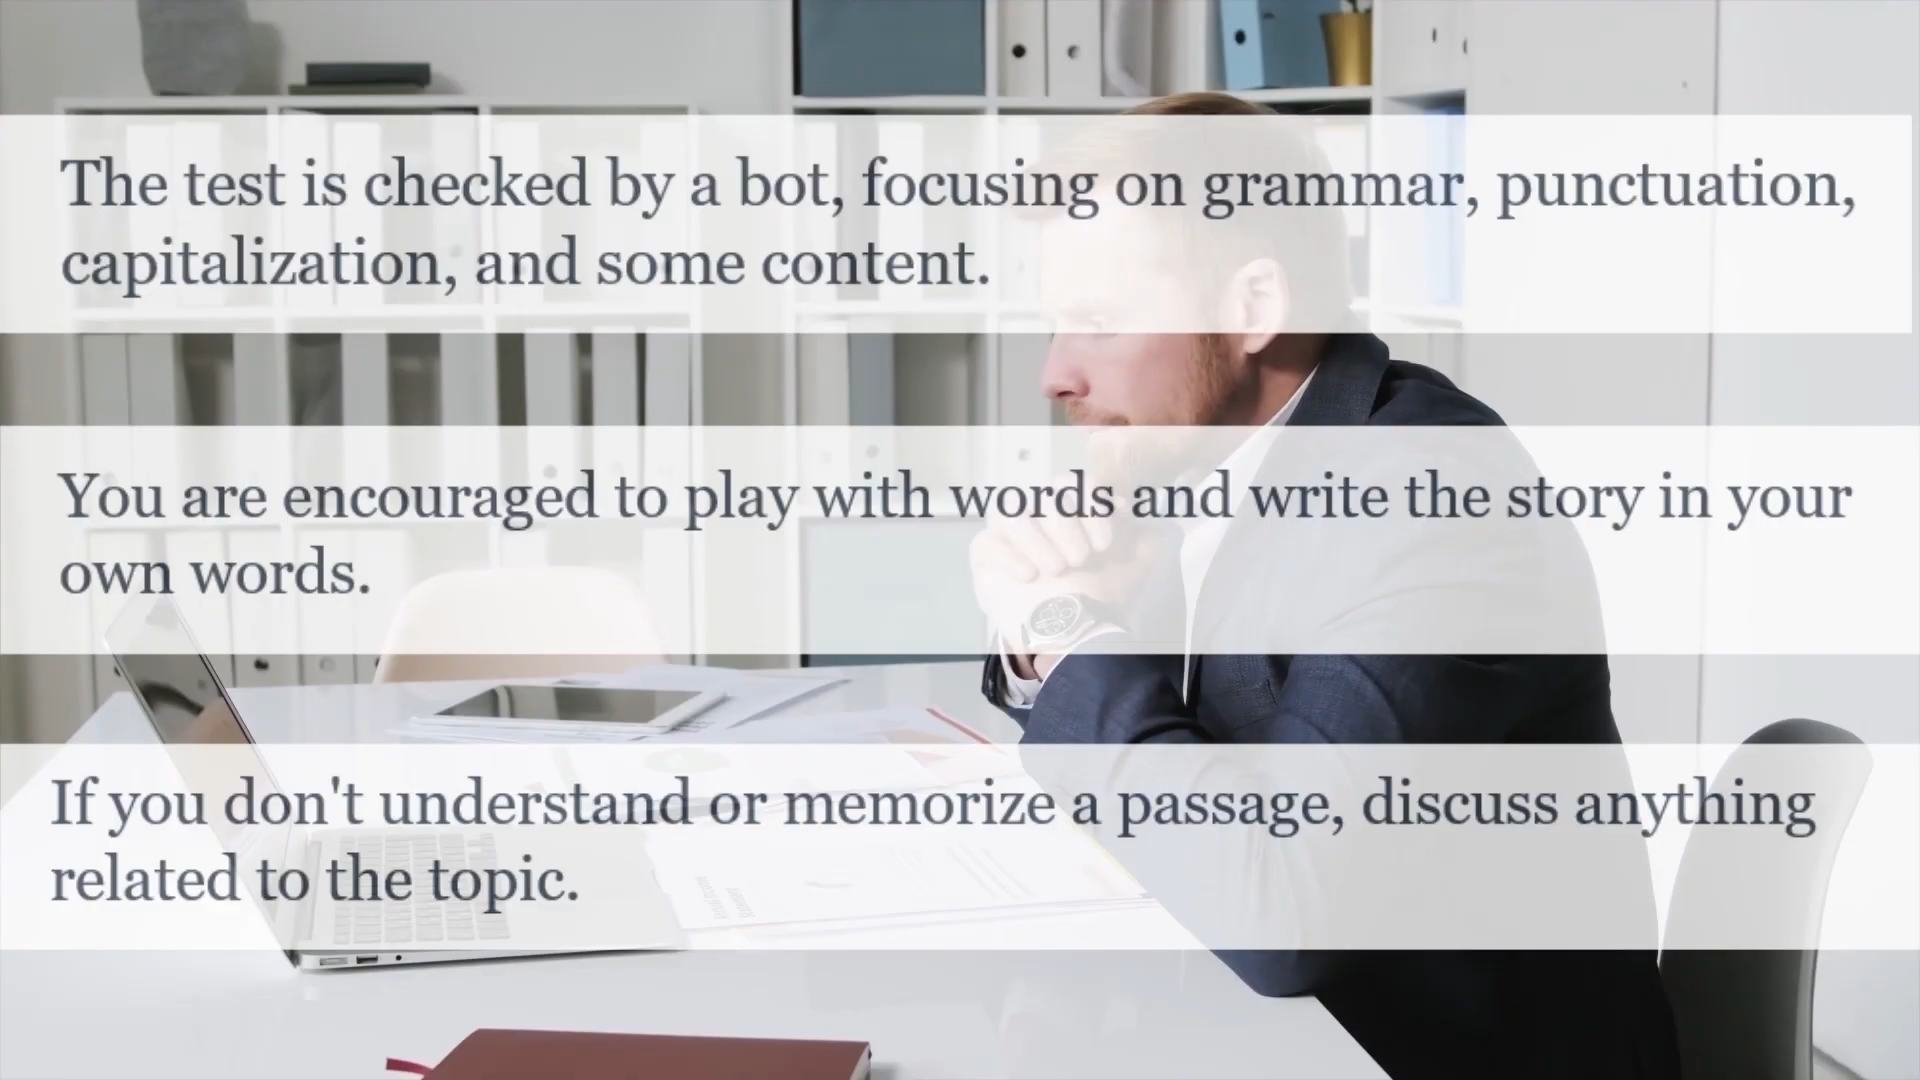 The test is checked by a bot, focusing on grammar, punctuation,
capitalization, and some content.
You are encouraged to play with words and write the story in your
own words.
If you don't understand or memorize a passage, discuss anything
related to the topic.